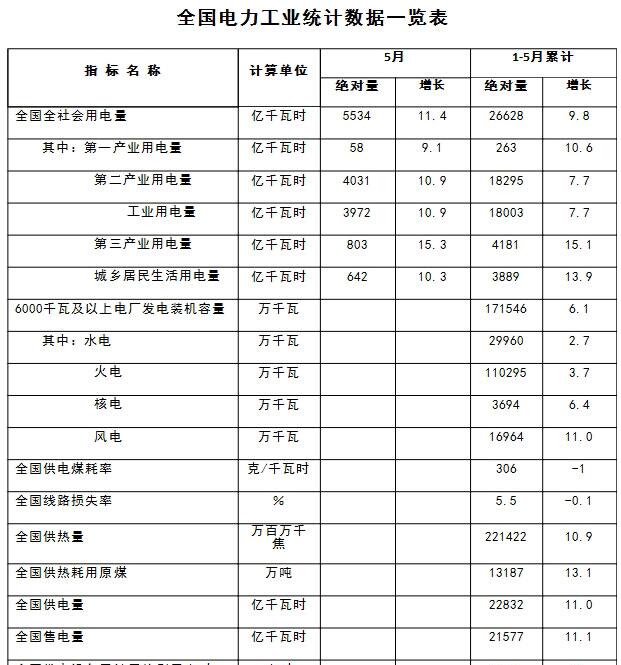 全国电力工业统计数据一览表
指标名称 计算单位 5月 1-5月累计
绝对量 增长 绝对量 增长
全国全社会用电量 亿千瓦时 5534 11.4 26628 9.8
其中：第一产业用电量 亿千瓦时 58 9.1 263 10.6
第二产业用电量 亿千瓦时 4031 10.9 18295 7.7
工业用电量 亿千瓦时 3972 10.9 18003 7.7
第三产业用电量 亿千瓦时 803 15.3 4181 15.1
城乡居民生活用电量 亿千瓦时 642 10.3 3889 13.9
6000千瓦及以上电厂发电装机容量 万千瓦 171546 6.1
其中：水电 万千瓦 29960 2.7
火电 万千瓦 110295 3.7
核电 万千瓦 3694 6.4
风电 万千瓦 16964 11.0
全国供电煤耗率 克/千瓦时 306 -1
全国线路损失率 % 5.5 -0.1
全国供热量 万百万千焦 221422 10.9
全国供热耗用原煤 万吨 13187 13.1
全国供电量 亿千瓦时 22832 11.0
全国售电量 亿千瓦时 21577 11.1